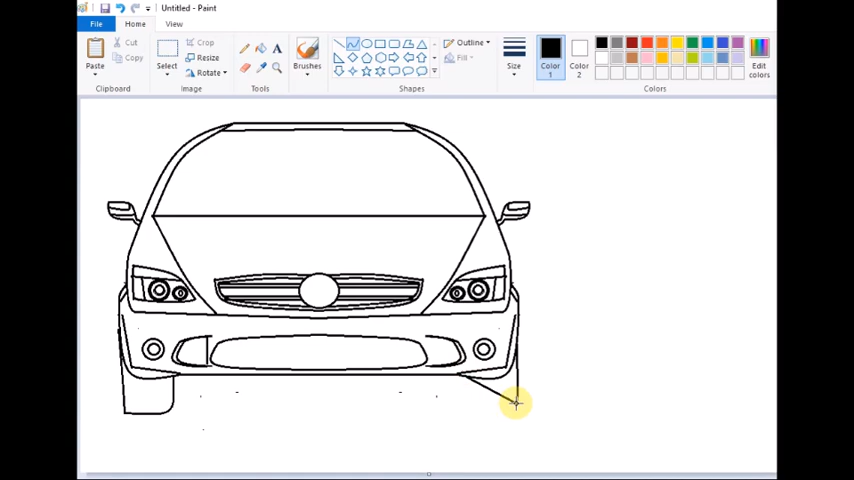 Untitled - Paint
File Home View
Paste
Cut
Copy
Clipboard
Select
Crop
Resize
Rotate
Image
A
Tools
Brushes
Shapes
Outline
Fill
Size
Color 1
Color 2
Edit colors
Colors